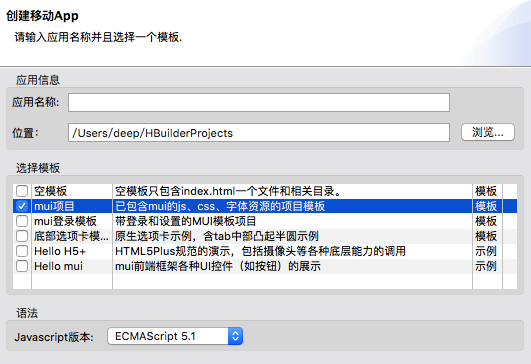 创建移动App
请输入应用名称并且选择一个模板.
应用信息
应用名称:
位置: /Users/deep/HBuilderProjects 浏览...
选择模板
空模板 空模板只包含index.html一个文件和相关目录。 模板
mui项目 已包含mui的js、css、字体资源的项目模板 模板
mui登录模板 带登录和设置的MUI模板项目 模板
底部选项卡模... 原生选项卡示例，含tab中部凸起半圆示例 模板
Hello H5+ HTML5Plus规范的演示，包括摄像头等各种底层能力的调用 示例
Hello mui mui前端框架各种UI控件（如按钮）的展示 示例
语法
Javascript版本: ECMAScript 5.1